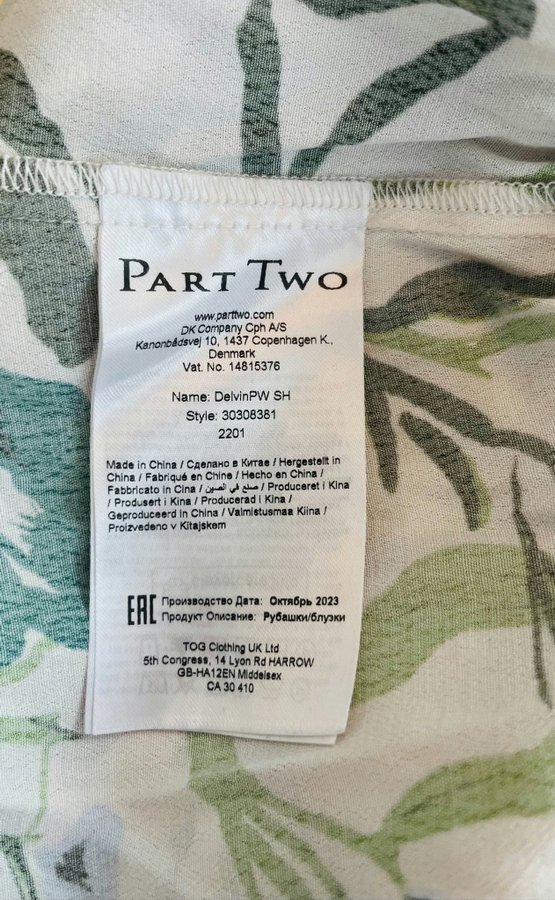 PART TWO
www.parttwo.com
DK Company Cph A/S
Kanonbådsvej 10, 1437 Copenhagen K.,
Denmark
Vat. No. 14815376
Name: DelvinPW SH
Style: 30308381
2201
Made in China / Сделано в Китае / Hergestellt in
China / Fabriqué en Chine / Hecho en China /
Fabbricato in Cina / صنع في الصين / Produceret i Kina
/ Produsert i Kina / Producerad i Kina /
Geproduceerd in China / Valmistusmaa Kiina /
Proizvedeno v Kitajskem
EAC Производство Дата: Октябрь 2023
Продукт Описание: Рубашки/блузки
TOG Clothing UK Ltd
5th Congress, 14 Lyon Rd HARROW
GB-HA12EN Middelsex
CA 30 410